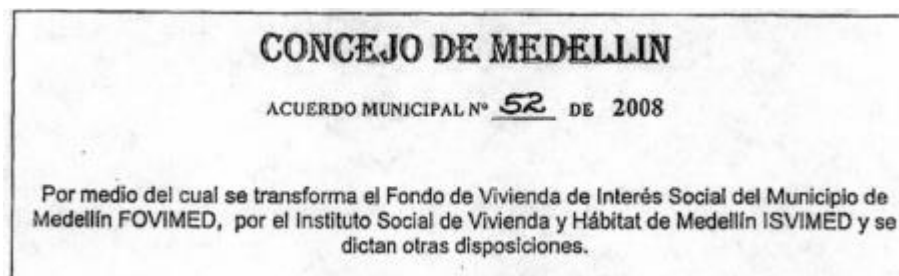 CONCEJO DE MEDELLIN
ACUERDO MUNICIPAL Nº 52 DE 2008
Por medio del cual se transforma el Fondo de Vivienda de Interés Social del Municipio de
Medellín FOVIMED, por el Instituto Social de Vivienda y Hábitat de Medellín ISVIMED y se
dictan otras disposiciones.